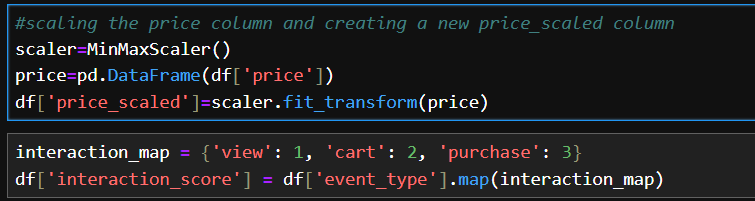 #scaling the price column and creating a new price_scaled column
scaler=MinMaxScaler()
price=pd.DataFrame(df['price'])
df['price_scaled']=scaler.fit_transform(price)
interaction_map = {'view': 1, 'cart': 2, 'purchase': 3}
df['interaction_score'] = df['event_type'].map(interaction_map)